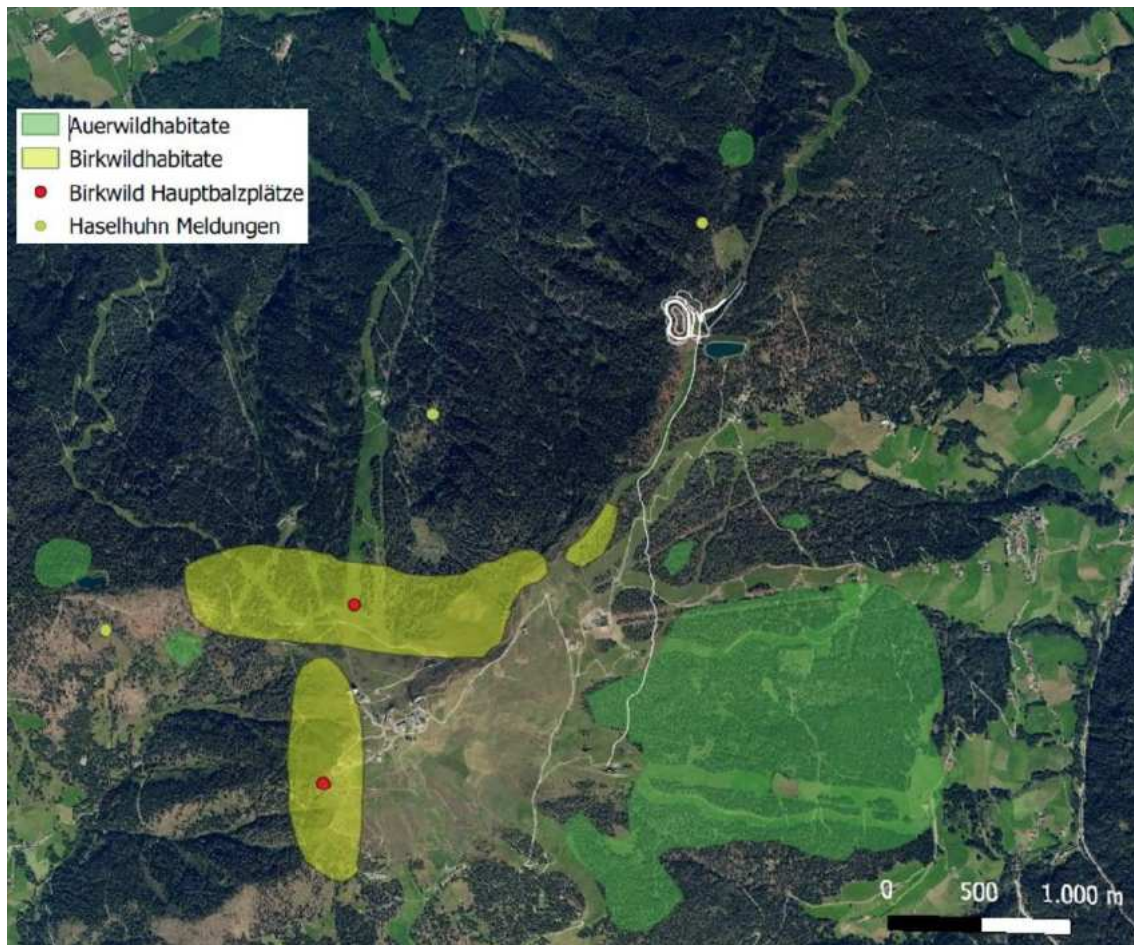 Auerwildhabitate
Birkwildhabitate
Birkwild Hauptbalzplätze
Haselhuhn Meldungen
0 500 1.000 m